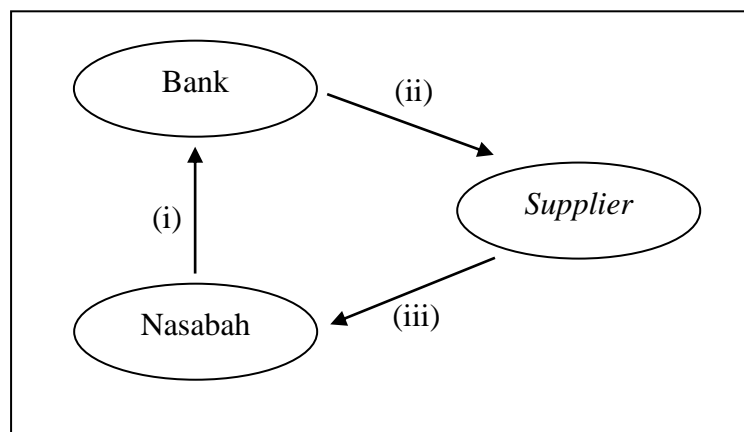 Bank
(ii)
Supplier
(i)
Nasabah
(iii)